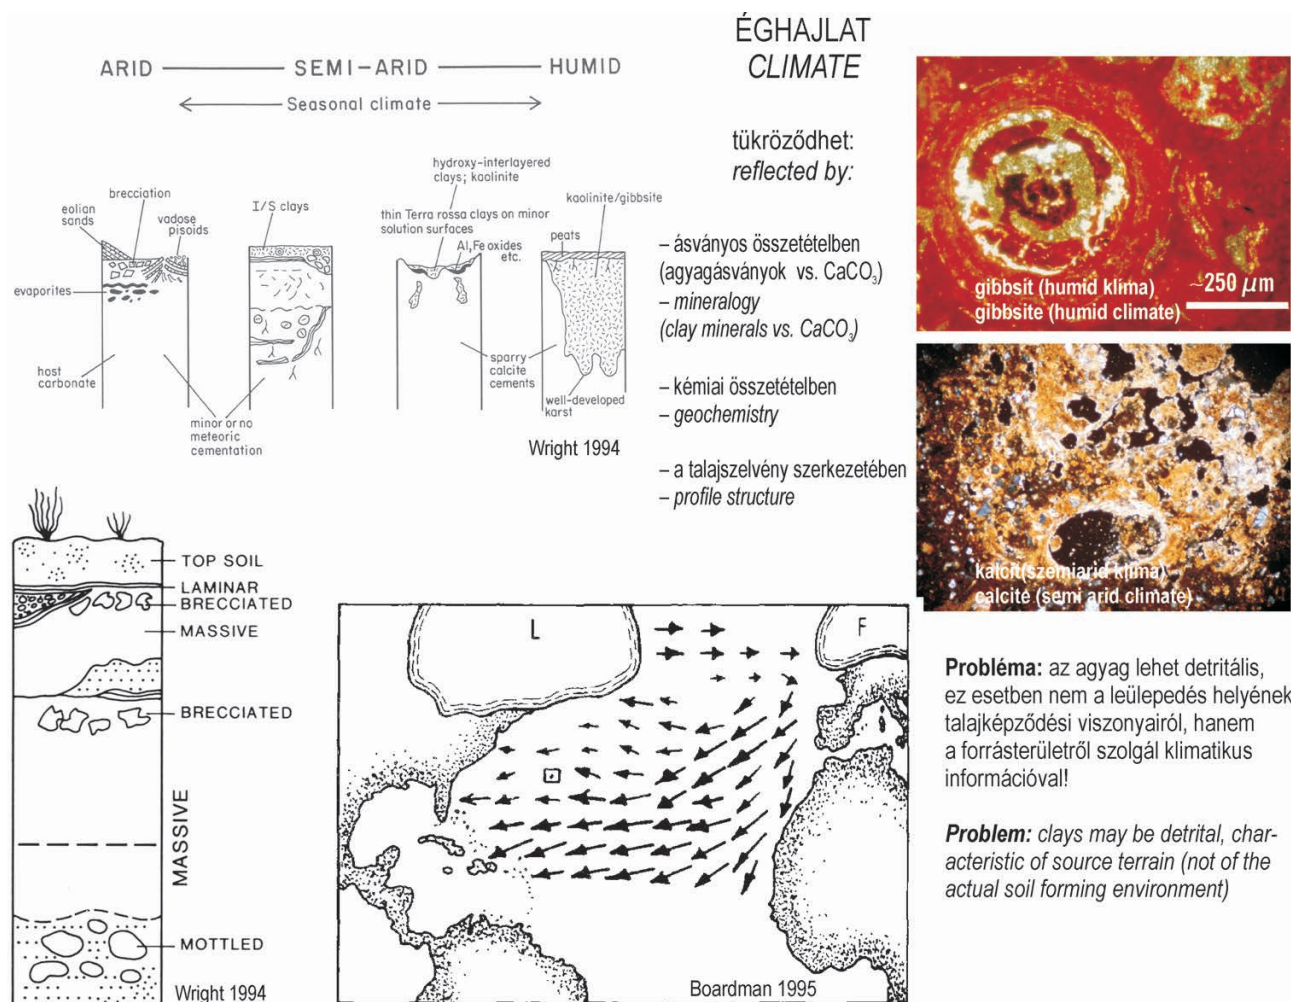 ÉGHAJLAT
CLIMATE
tükröződhet:
reflected by:
– ásványos összetételben
(agyagásványok vs. CaCO₃)
– mineralogy
(clay minerals vs. CaCO₃)
– kémiai összetételben
– geochemistry
– a talajszelvény szerkezetében
– profile structure
ARID
SEMI-ARID
HUMID
Seasonal climate
eolian
sands
brecciation
vadose
pisoids
evaporites
host
carbonate
minor or no
meteoric
cementation
I/S clays
hydroxy-interlayered
clays; kaolinite
thin Terra rossa clays on minor
solution surfaces
Al, Fe oxides
etc.
sparry
calcite
cements
kaolinite/gibbsite
peats
well-developed
karst
Wright 1994
gibbsit (humid klíma)
gibbsite (humid climate)
~250 µm
kalcit(szemiarid klíma)
calcite (semi arid climate)
TOP SOIL
LAMINAR
BRECCIATED
MASSIVE
BRECCIATED
MASSIVE
MOTTLED
Wright 1994
L
F
Boardman 1995
Probléma: az agyag lehet detritális,
ez esetben nem a leülepedés helyének
talajképződési viszonyairól, hanem
a forrásterületről szolgál klimatikus
információval!
Problem: clays may be detrital, char-
acteristic of source terrain (not of the
actual soil forming environment)